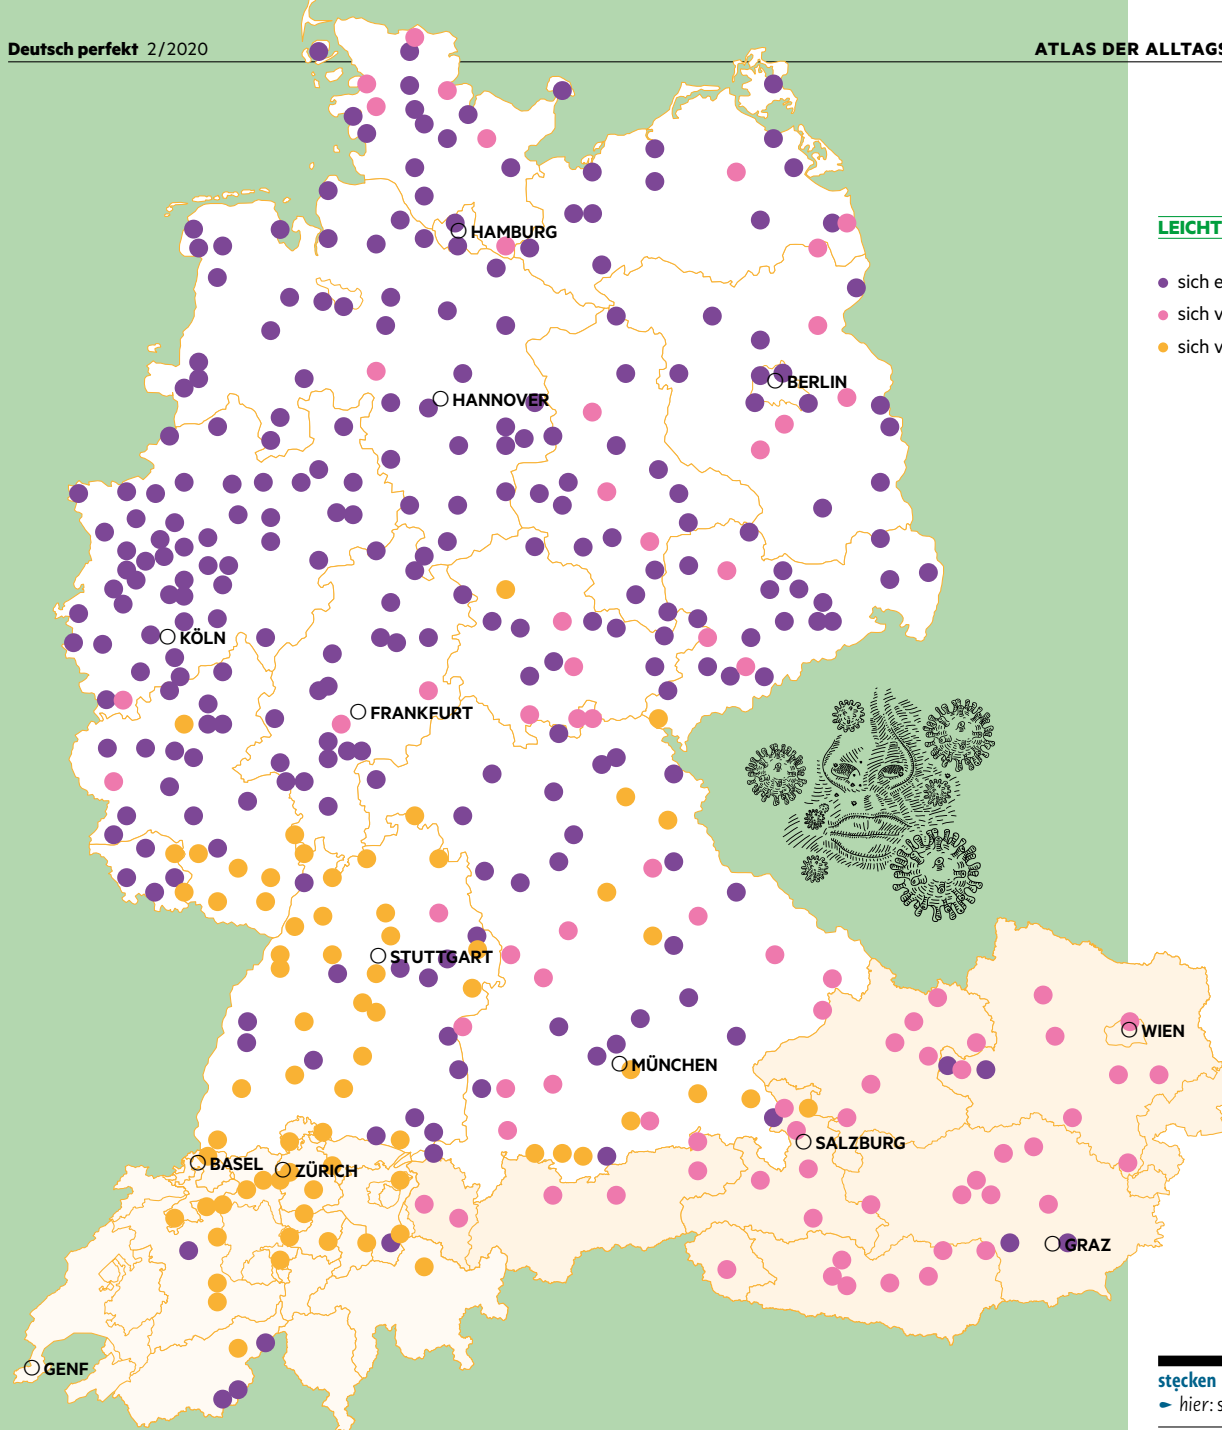 Deutsch perfekt 2/2020
ATLAS DER ALLTAGS
LEICHT
sich e
sich v
sich v
HAMBURG
BERLIN
HANNOVER
KÖLN
FRANKFURT
STUTTGART
WIEN
MÜNCHEN
SALZBURG
BASEL
ZÜRICH
GRAZ
GENF
stecken
hier: s